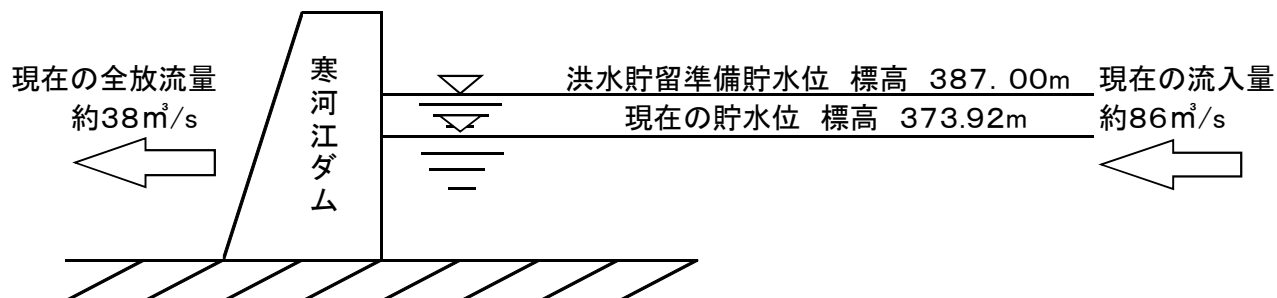 現在の全放流量
約38㎥/s
寒河江ダム
洪水貯留準備貯水位 標高 387.00m
現在の貯水位 標高 373.92m
現在の流入量
約86㎥/s